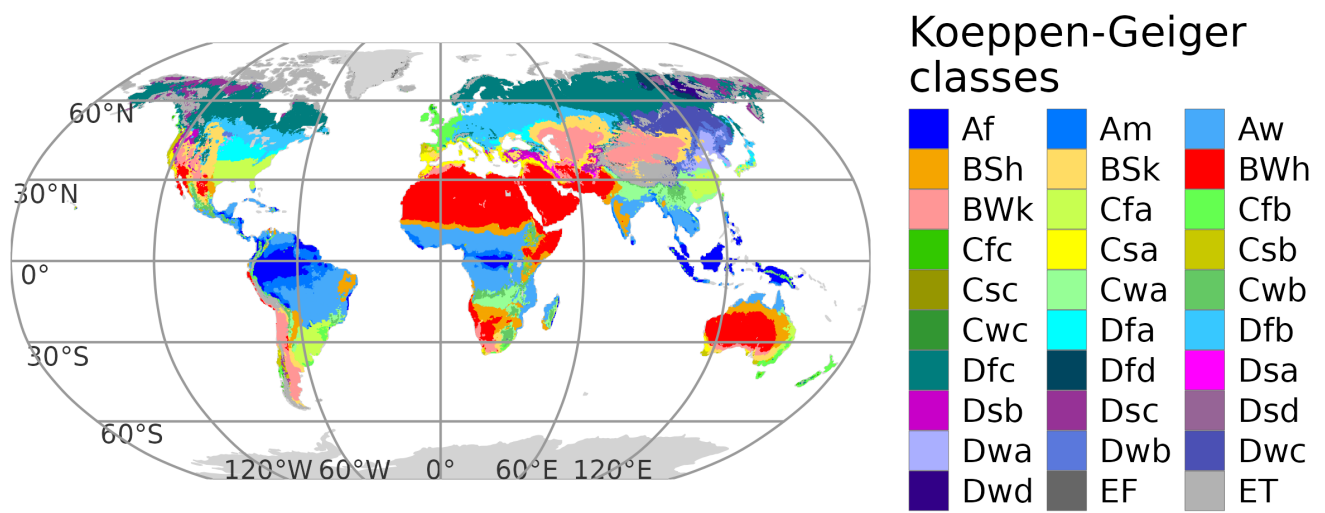 Koeppen-Geiger
classes
60°N
30°N
0°
30°S
60°S
120°W 60°W 0° 60°E 120°E
Af Am Aw
BSh BSk BWh
BWk Cfa Cfb
Cfc Csa Csb
Csc Cwa Cwb
Cwc Dfa Dfb
Dfc Dfd Dsa
Dsb Dsc Dsd
Dwa Dwb Dwc
Dwd EF ET